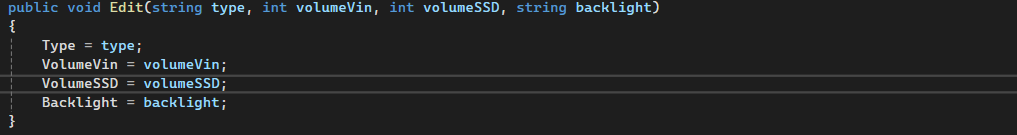 public void Edit(string type, int volumeVin, int volumeSSD, string backlight)
{
Type = type;
VolumeVin = volumeVin;
VolumeSSD = volumeSSD;
Backlight = backlight;
}